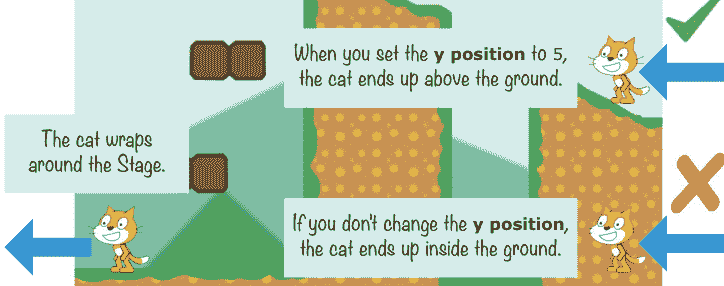 When you set the y position to 5,
the cat ends up above the ground.
The cat wraps
around the Stage.
If you don't change the y position,
the cat ends up inside the ground.